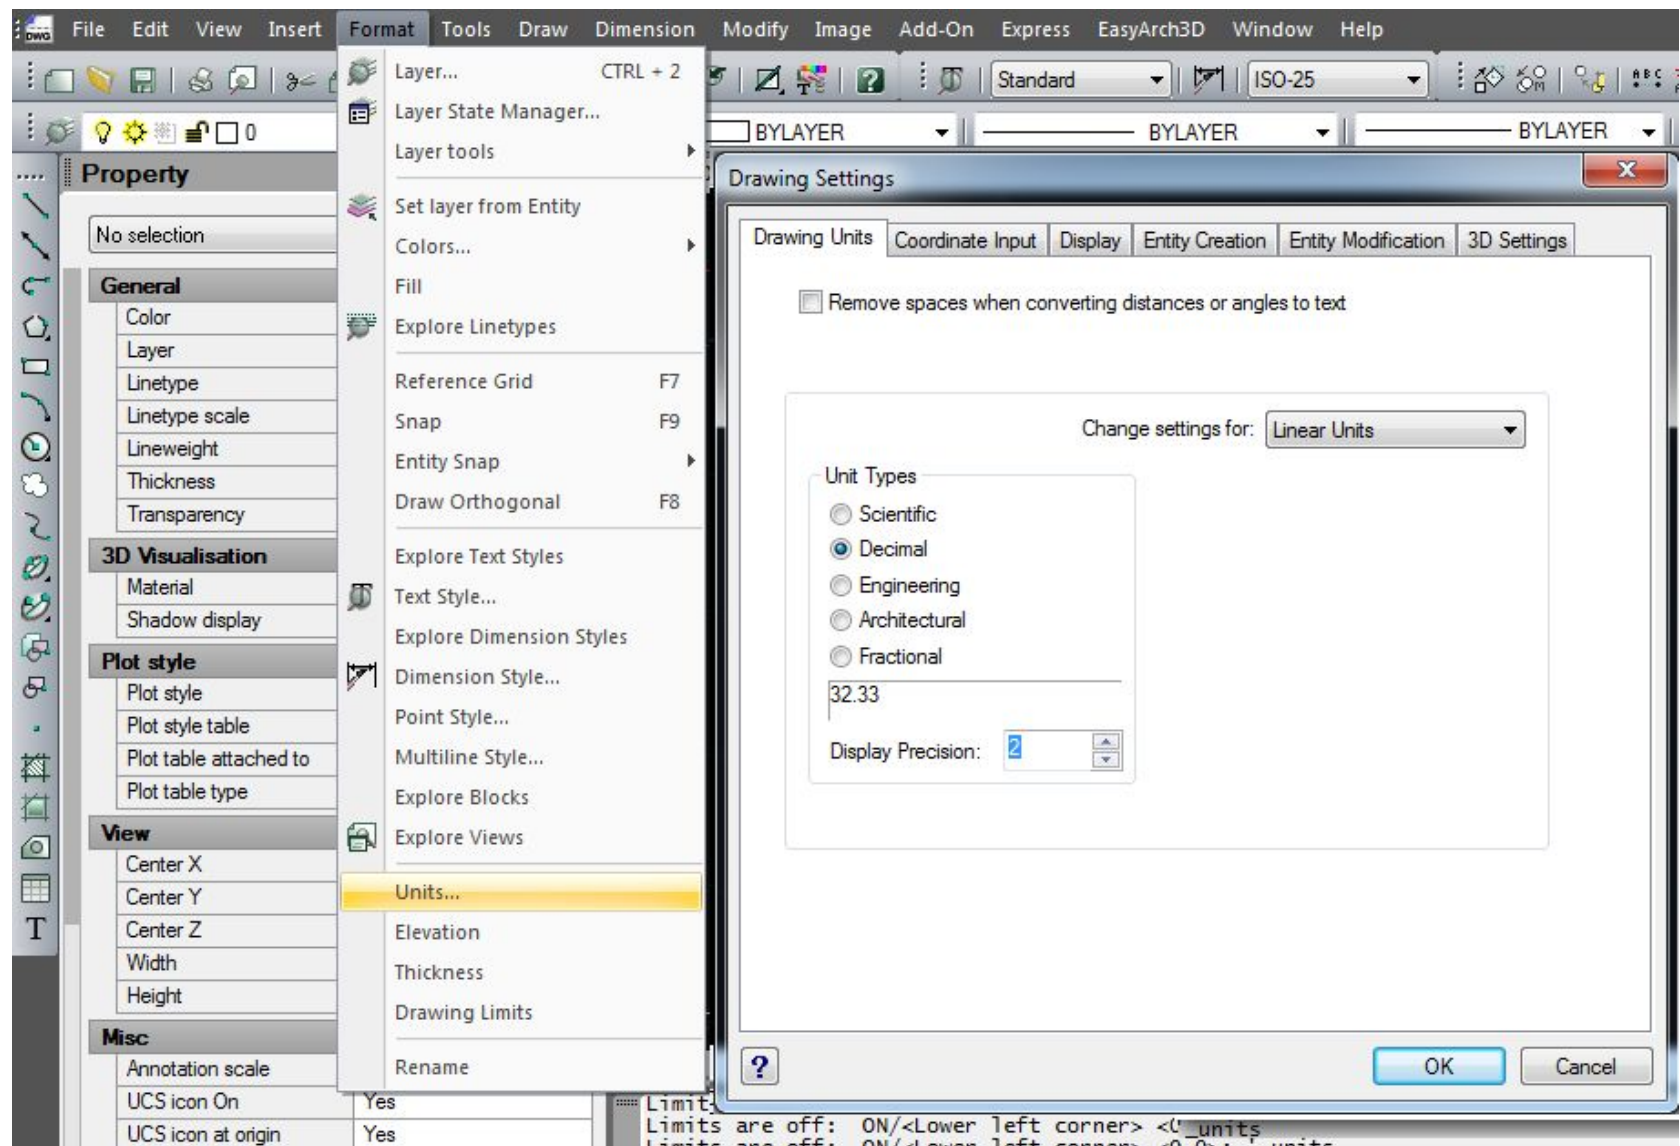 DWG File Edit View Insert Format Tools Draw Dimension Modify Image Add-On Express EasyArch3D Window Help
Standard ISO-25
0 BYLAYER BYLAYER BYLAYER
Property
No selection
General
Color
Layer
Linetype
Linetype scale
Lineweight
Thickness
Transparency
3D Visualisation
Material
Shadow display
Plot style
Plot style
Plot style table
Plot table attached to
Plot table type
View
Center X
Center Y
Center Z
Width
Height
Misc
Annotation scale
UCS icon On Yes
UCS icon at origin Yes
T
Layer... CTRL + 2
Layer State Manager...
Layer tools
Set layer from Entity
Colors...
Fill
Explore Linetypes
Reference Grid F7
Snap F9
Entity Snap
Draw Orthogonal F8
Explore Text Styles
Text Style...
Explore Dimension Styles
Dimension Style...
Point Style...
Multiline Style...
Explore Blocks
Explore Views
Units...
Elevation
Thickness
Drawing Limits
Rename
Drawing Settings
Drawing Units Coordinate Input Display Entity Creation Entity Modification 3D Settings
Remove spaces when converting distances or angles to text
Change settings for: Linear Units
Unit Types
Scientific
Decimal
Engineering
Architectural
Fractional
32.33
Display Precision: 2
? OK Cancel
Limit
Limits are off: ON/<Lower left corner> <0 _units